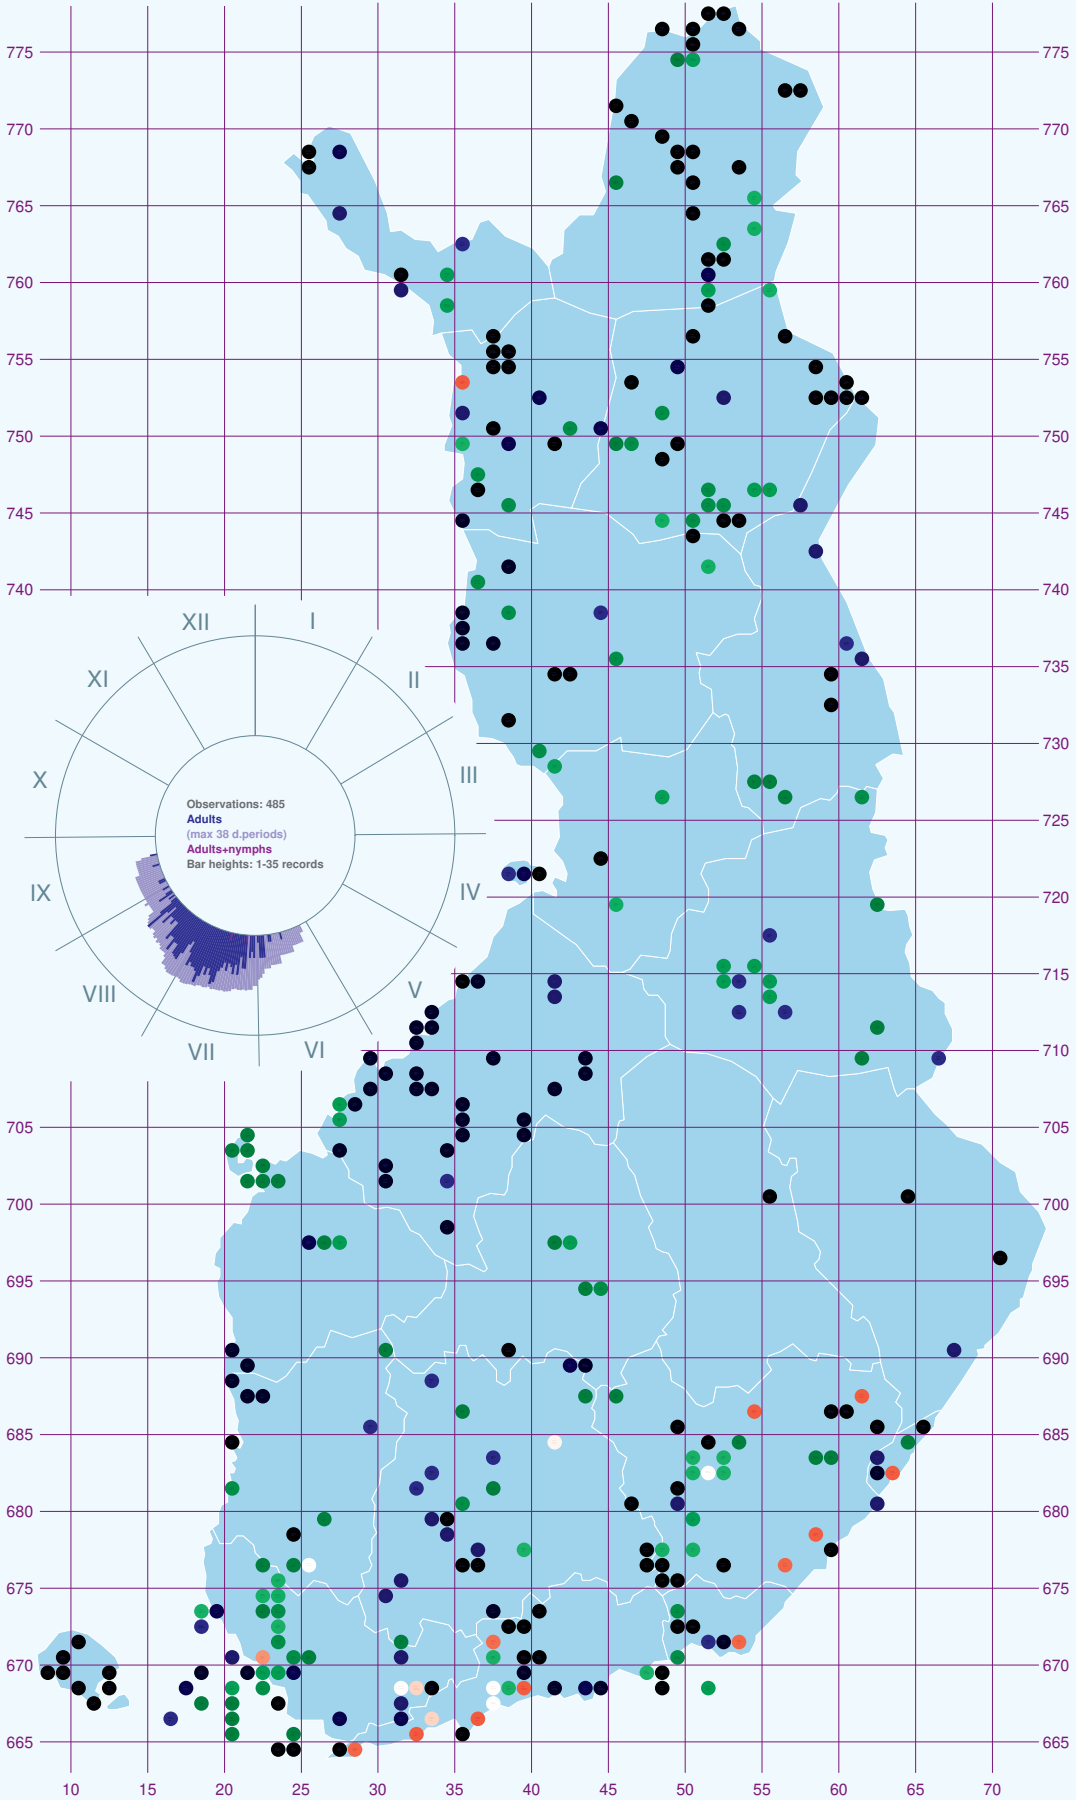 775 775
770 770
765 765
760 760
755 755
750 750
745 745
740 740
XII I
735
XI II
730
X III
Observations: 485
Adults
(max 38 d.periods)
Adults+nymphs
Bar heights: 1-35 records
725
IX IV
720
VIII V
715
VII VI
710
705 705
700 700
695 695
690 690
685 685
680 680
675 675
670 670
665 665
10 15 20 25 30 35 40 45 50 55 60 65 70